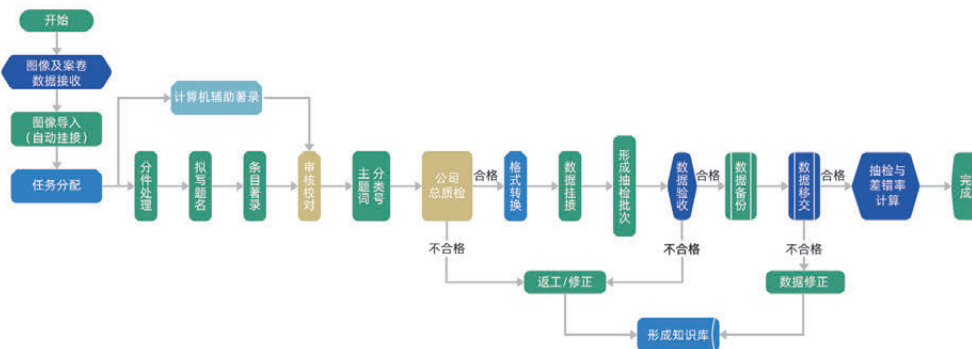 开始
图像及案卷
数据接收
图像导入
（自动挂接）
任务分配
计算机辅助著录
分件处理
拟写题名
条目著录
审核校对
主题词
分类号
公司
总质检
合格
格式转换
数据挂接
形成抽检批次
数据验收
合格
数据备份
数据移交
合格
抽检与
差错率
计算
完成
不合格
不合格
不合格
返工/修正
数据修正
形成知识库